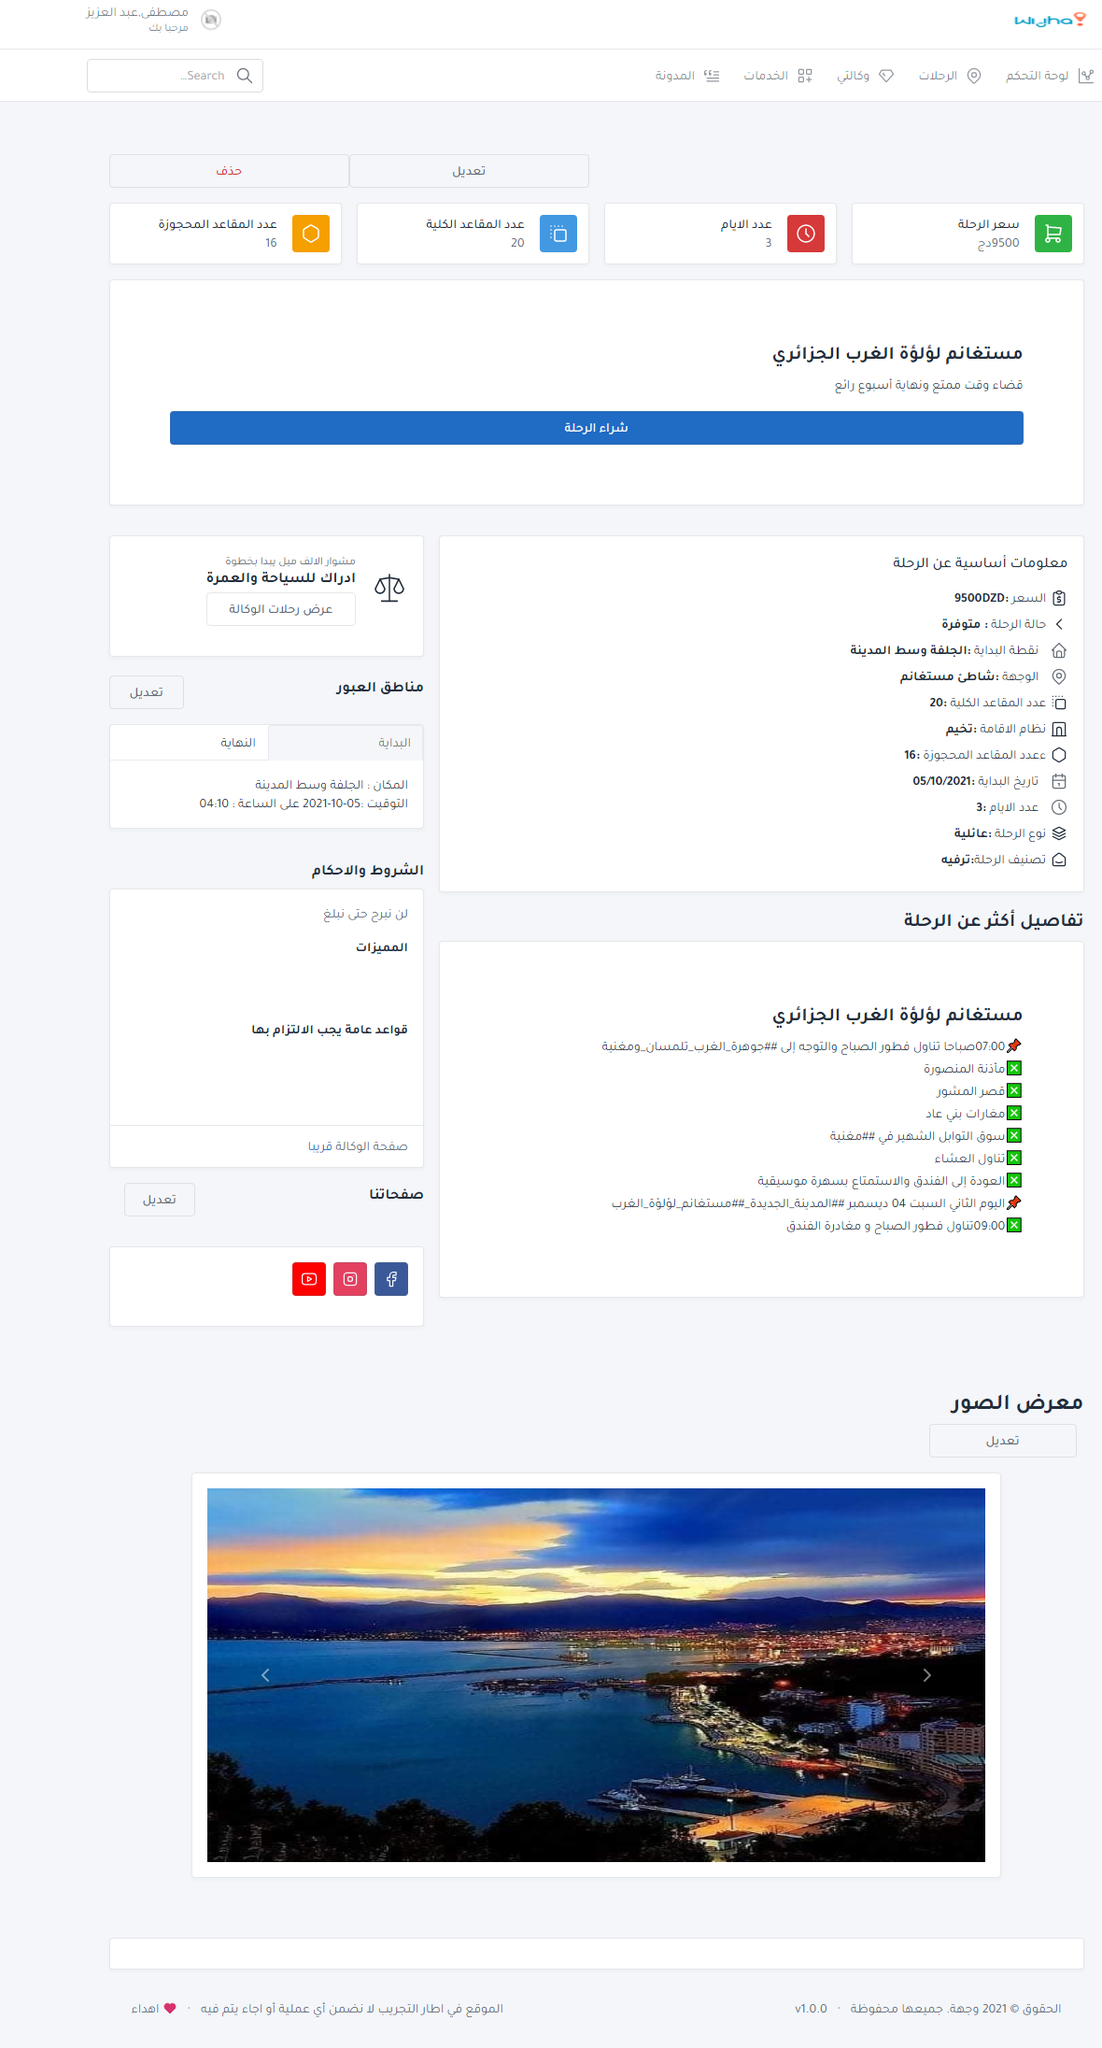 Wijha
مصطفى,عبد العزيز
مرحبا بك
لوحة التحكم
الرحلات
وكالتي
الخدمات
المدونة
Search...
تعديل
حذف
سعر الرحلة
9500دج
عدد الايام
3
عدد المقاعد الكلية
20
عدد المقاعد المحجوزة
16
مستغانم لؤلؤة الغرب الجزائري
قضاء وقت ممتع ونهاية أسبوع رائع
شراء الرحلة
معلومات أساسية عن الرحلة
السعر :9500DZD
حالة الرحلة : متوفرة
نقطة البداية :الجلفة وسط المدينة
الوجهة :شاطئ مستغانم
عدد المقاعد الكلية :20
نظام الاقامة :تخيم
ءعدد المقاعد المحجوزة :16
تاريخ البداية :05/10/2021
عدد الايام :3
نوع الرحلة :عائلية
تصنيف الرحلة:ترفيه
تفاصيل أكثر عن الرحلة
مستغانم لؤلؤة الغرب الجزائري
📌07:00صباحا تناول فطور الصباح والتوجه إلى ##جوهرة_الغرب_تلمسان_ومغنية
❎مآذنة المنصورة
❎قصر المشور
❎مغارات بني عاد
❎سوق التوابل الشهير في ##مغنية
❎تناول العشاء
❎العودة إلى الفندق والاستمتاع بسهرة موسيقية
📌اليوم الثاني السبت 04 ديسمبر ##المدينة_الجديدة_##مستغانم_لؤلؤة_الغرب
❎09:00تناول فطور الصباح و مغادرة الفندق
مشوار الالف ميل يبدا بخطوة
ادراك للسياحة والعمرة
عرض رحلات الوكالة
مناطق العبور
تعديل
البداية
النهاية
المكان : الجلفة وسط المدينة
التوقيت :05-10-2021 على الساعة : 04:10
الشروط والاحكام
لن نبرح حتى نبلغ
المميزات
قواعد عامة يجب الالتزام بها
صفحة الوكالة قريبا
صفحاتنا
تعديل
معرض الصور
تعديل
الحقوق © 2021 وجهة. جميعها محفوظة · v1.0.0
الموقع في اطار التجريب لا نضمن أي عملية أو اجاء يتم فيه · اهداء